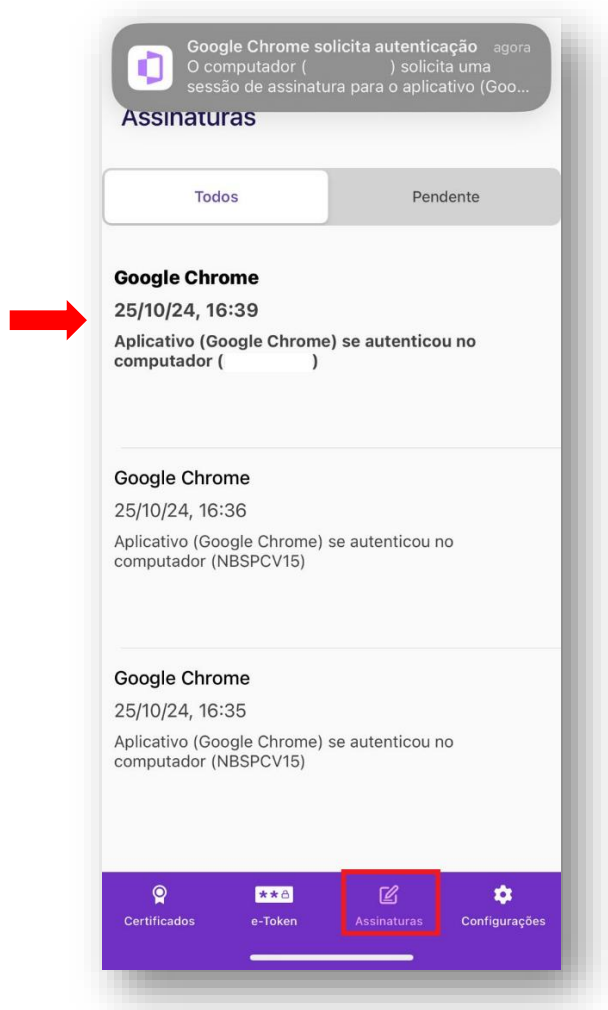 Google Chrome solicita autenticação agora
O computador ( ) solicita uma
sessão de assinatura para o aplicativo (Goo...
Assinaturas
Todos Pendente
Google Chrome
25/10/24, 16:39
Aplicativo (Google Chrome) se autenticou no
computador ( )
Google Chrome
25/10/24, 16:36
Aplicativo (Google Chrome) se autenticou no
computador (NBSPCV15)
Google Chrome
25/10/24, 16:35
Aplicativo (Google Chrome) se autenticou no
computador (NBSPCV15)
Certificados e-Token Assinaturas Configurações